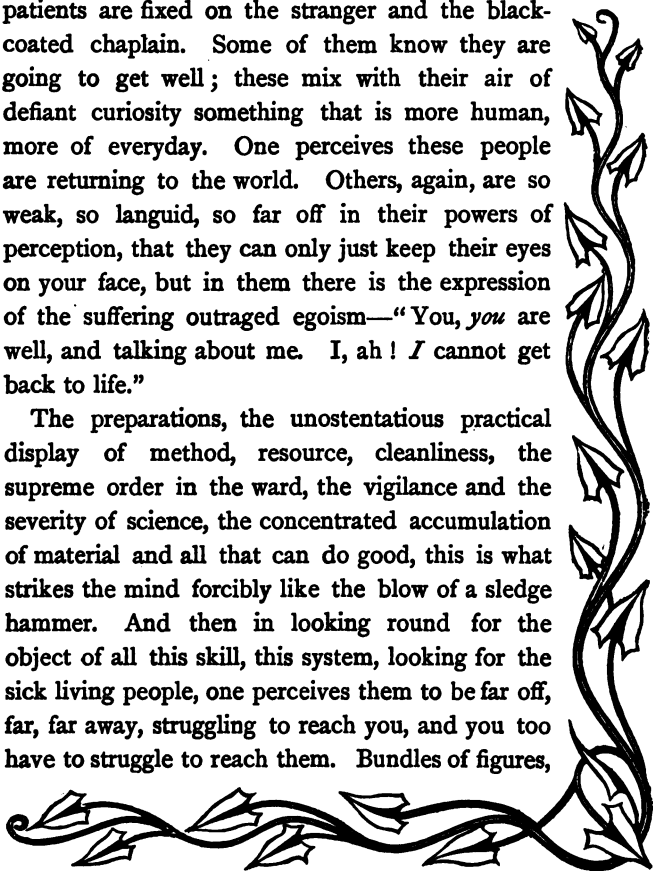 patients are fixed on the stranger and the black-
coated chaplain. Some of them know they are
going to get well; these mix with their air of
defiant curiosity something that is more human,
more of everyday. One perceives these people
are returning to the world. Others, again, are so
weak, so languid, so far off in their powers of
perception, that they can only just keep their eyes
on your face, but in them there is the expression
of the suffering outraged egoism—“You, you are
well, and talking about me. I, ah! I cannot get
back to life.”
The preparations, the unostentatious practical
display of method, resource, cleanliness, the
supreme order in the ward, the vigilance and the
severity of science, the concentrated accumulation
of material and all that can do good, this is what
strikes the mind forcibly like the blow of a sledge
hammer. And then in looking round for the
object of all this skill, this system, looking for the
sick living people, one perceives them to be far off,
far, far away, struggling to reach you, and you too
have to struggle to reach them. Bundles of figures,